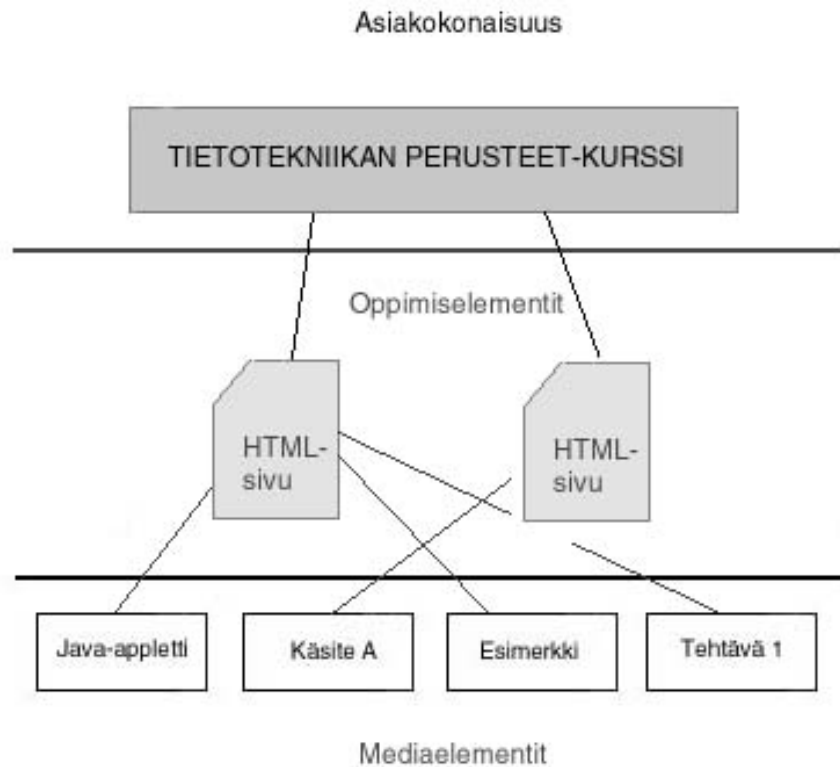 Asiakokonaisuus
TIETOTEKNIIKAN PERUSTEET-KURSSI
Oppimiselementit
HTML-
sivu
HTML-
sivu
Java-appletti
Käsite A
Esimerkki
Tehtävä 1
Mediaelementit